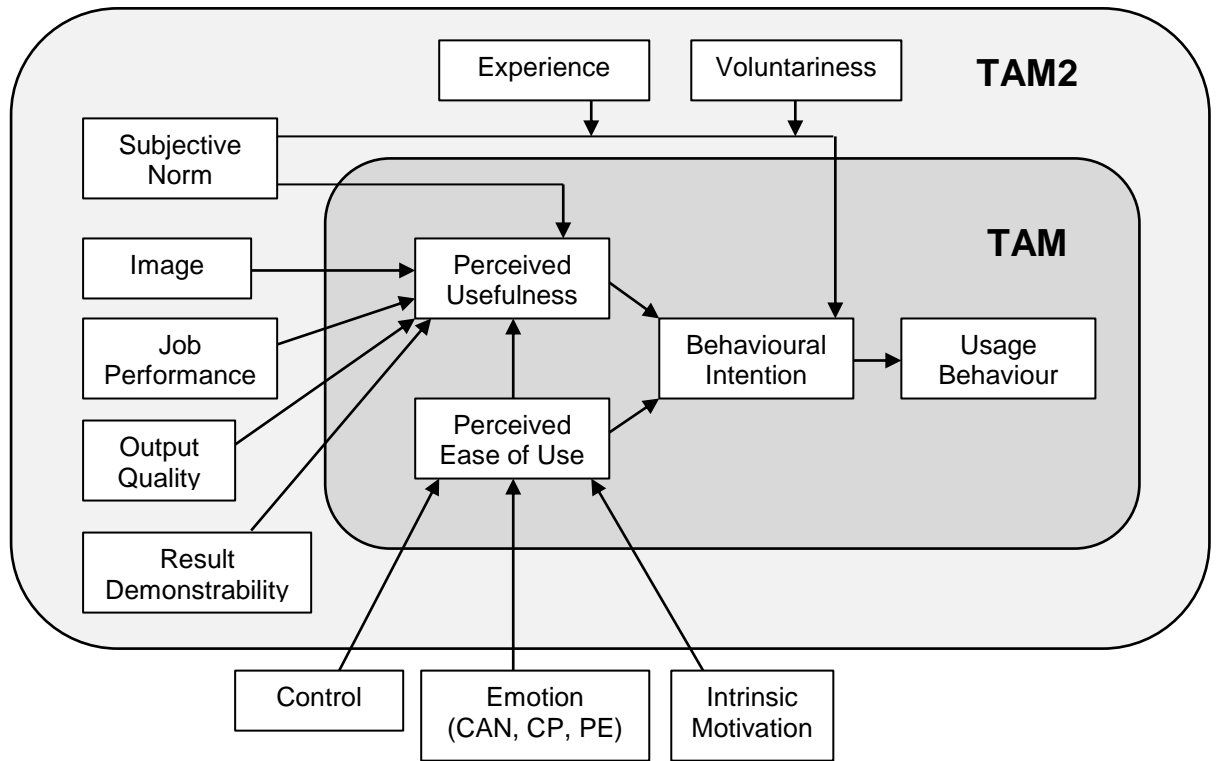 Experience
Voluntariness
TAM2
Subjective
Norm
TAM
Image
Perceived
Usefulness
Job
Performance
Behavioural
Intention
Usage
Behaviour
Perceived
Ease of Use
Output
Quality
Result
Demonstrability
Control
Emotion
(CAN, CP, PE)
Intrinsic
Motivation